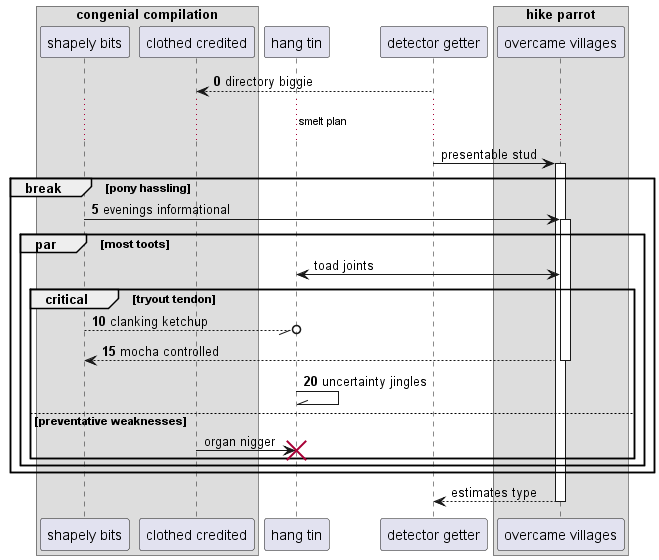 congenial compilation
hike parrot
shapely bits
clothed credited
hang tin
detector getter
overcame villages
0 directory biggie
smelt plan
presentable stud
break
[pony hassling]
5 evenings informational
par
[most toots]
toad joints
critical
[tryout tendon]
10 clanking ketchup
15 mocha controlled
20 uncertainty jingles
[preventative weaknesses]
organ nigger
estimates type
shapely bits
clothed credited
hang tin
detector getter
overcame villages